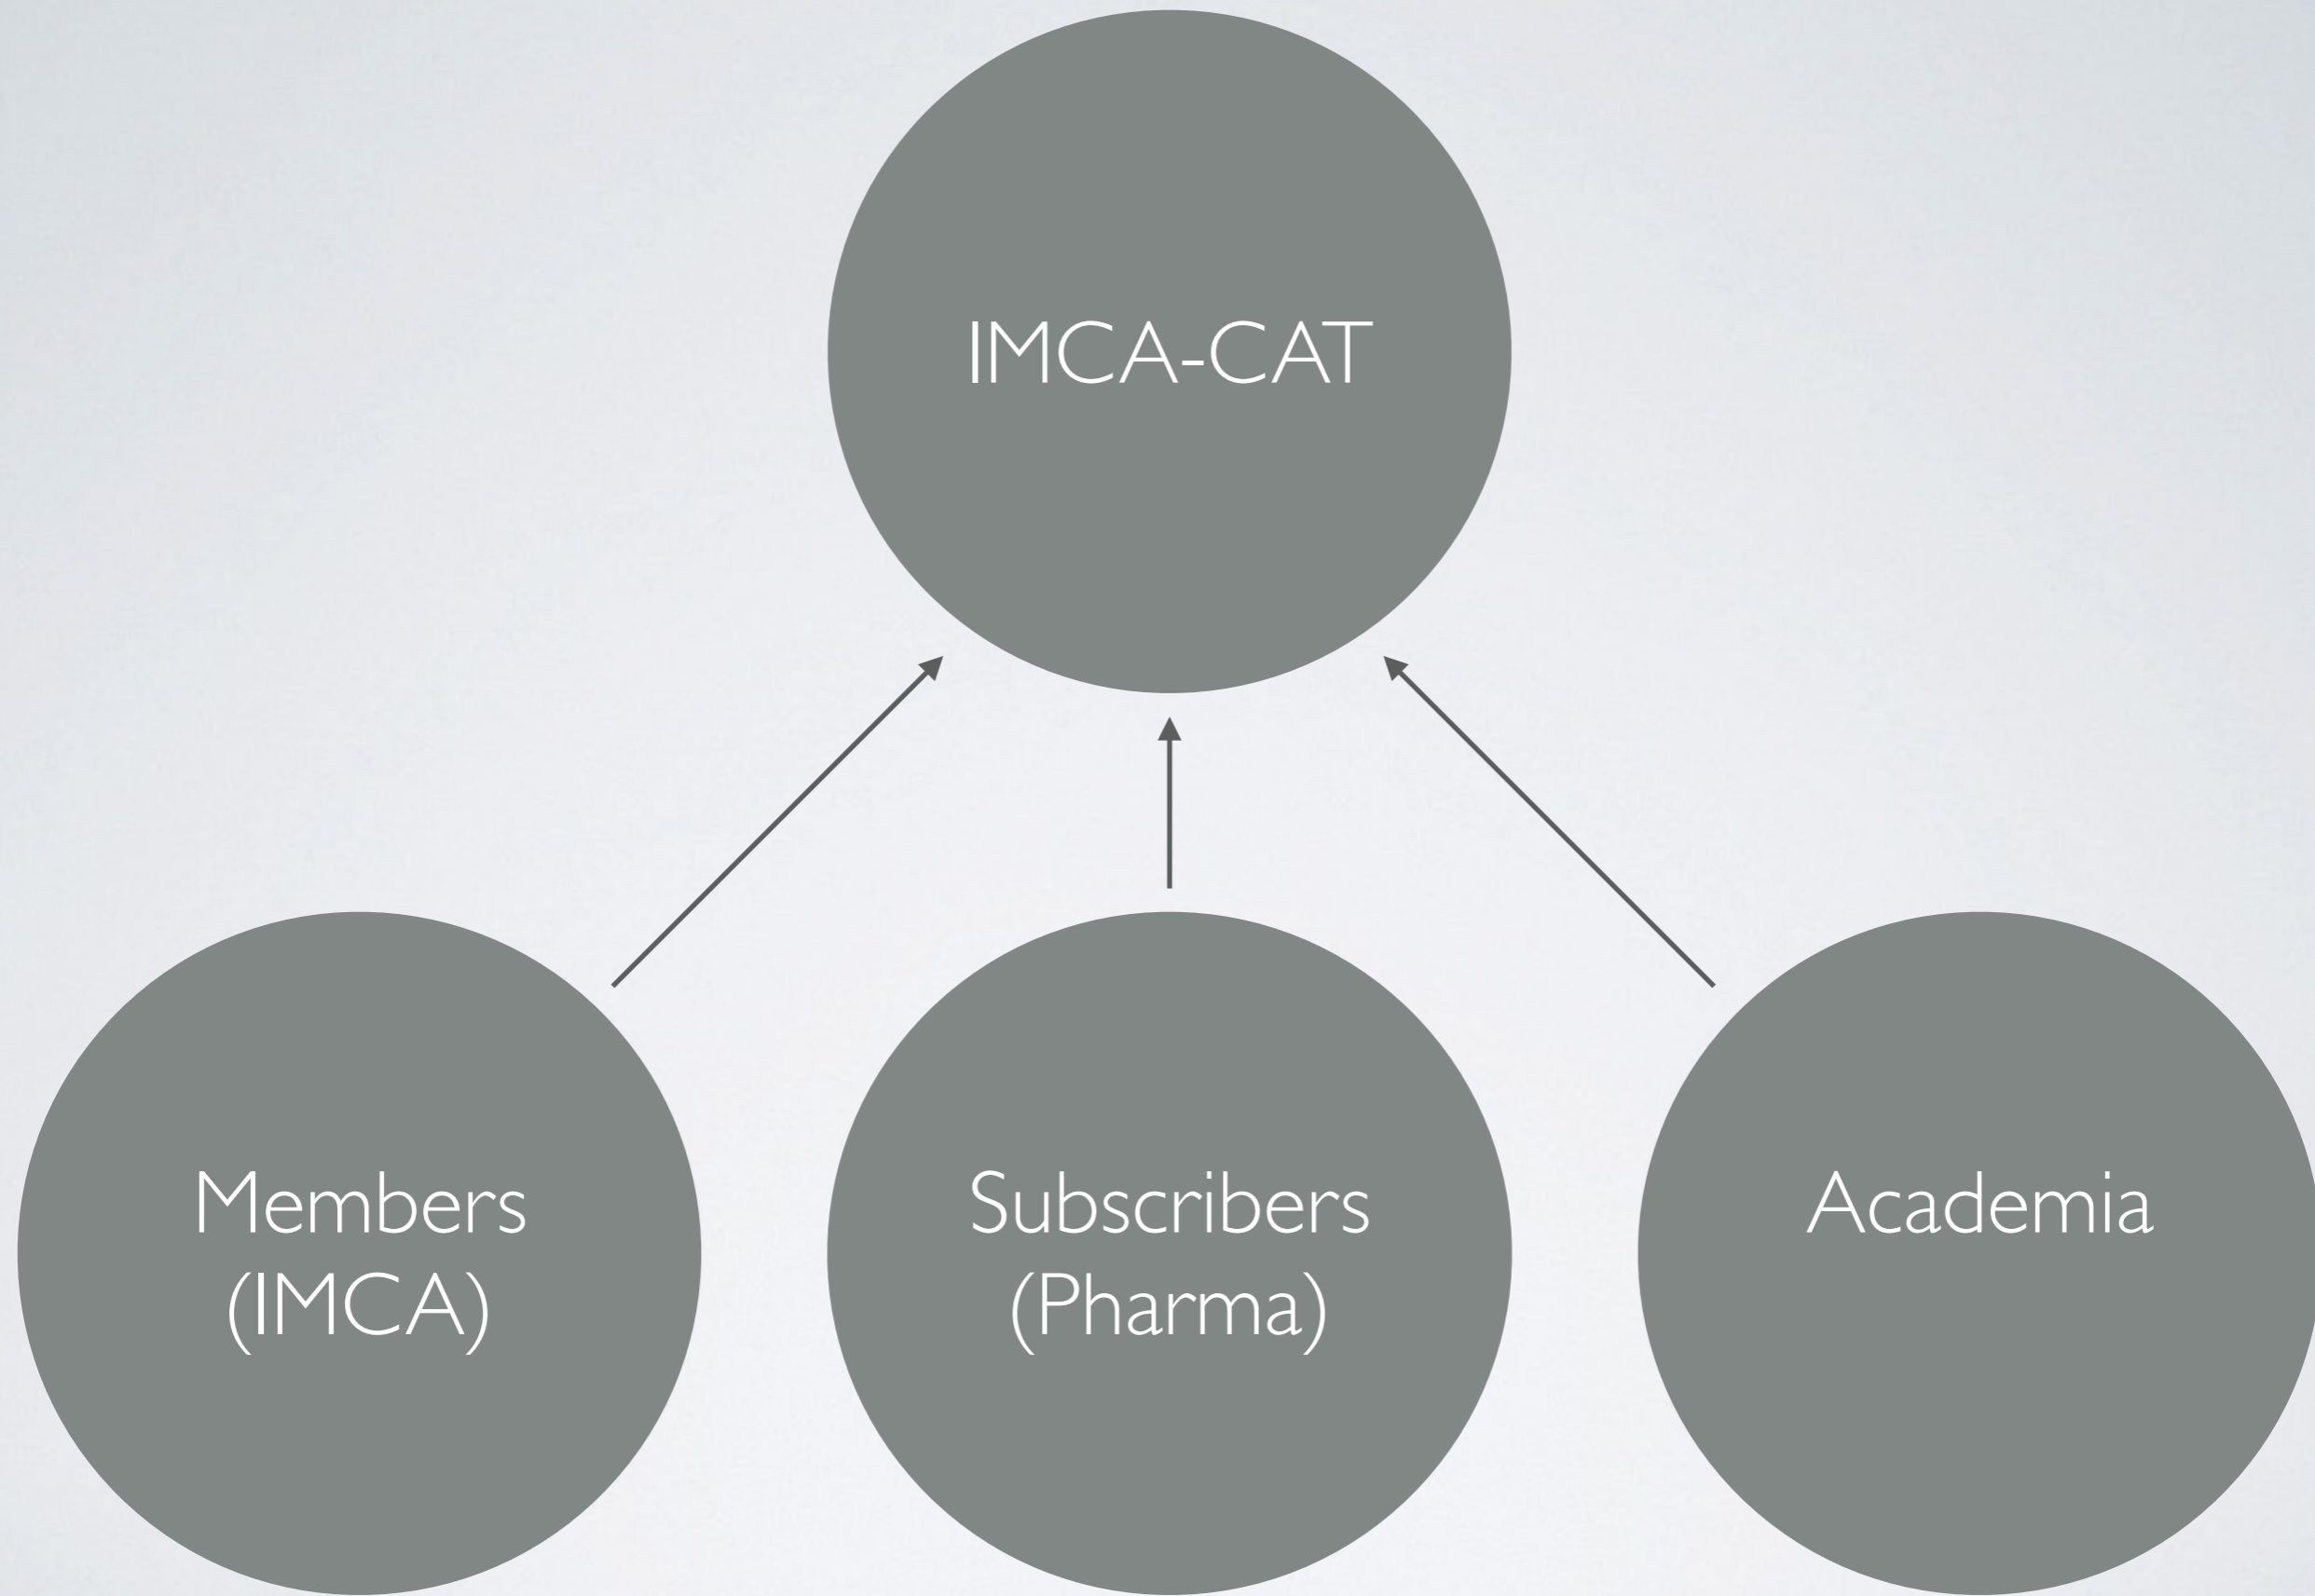 IMCA-CAT
Members
(IMCA)
Subscribers
(Pharma)
Academia